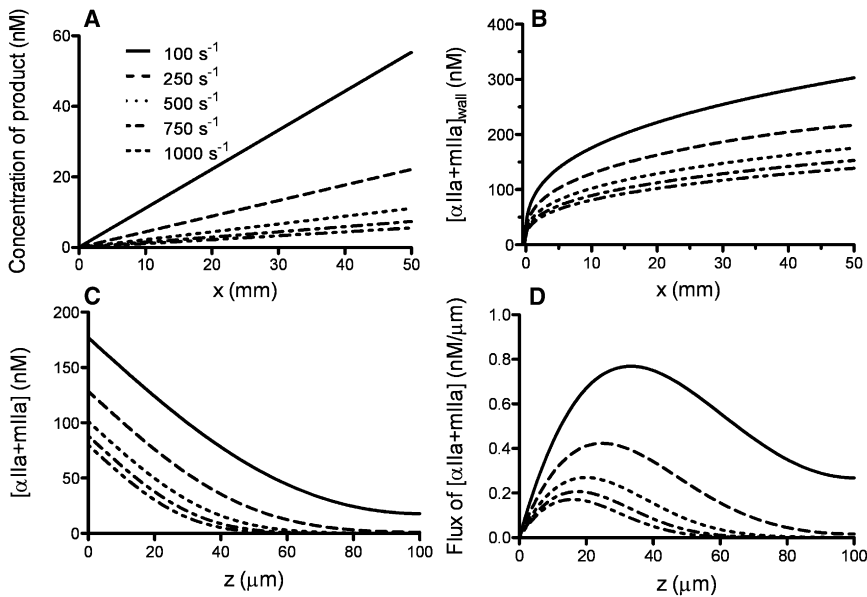 A
Concentration of product (nM)
60
40
20
0
100 s⁻¹
250 s⁻¹
500 s⁻¹
750 s⁻¹
1000 s⁻¹
0 10 20 30 40 50
x (mm)
B
[αIIa+mIIa]wall (nM)
400
300
200
100
0
0 10 20 30 40 50
x (mm)
C
[αIIa+mIIa] (nM)
200
150
100
50
0
0 20 40 60 80 100
z (μm)
D
Flux of [αIIa+mIIa] (nM/μm)
1.0
0.8
0.6
0.4
0.2
0.0
0 20 40 60 80 100
z (μm)